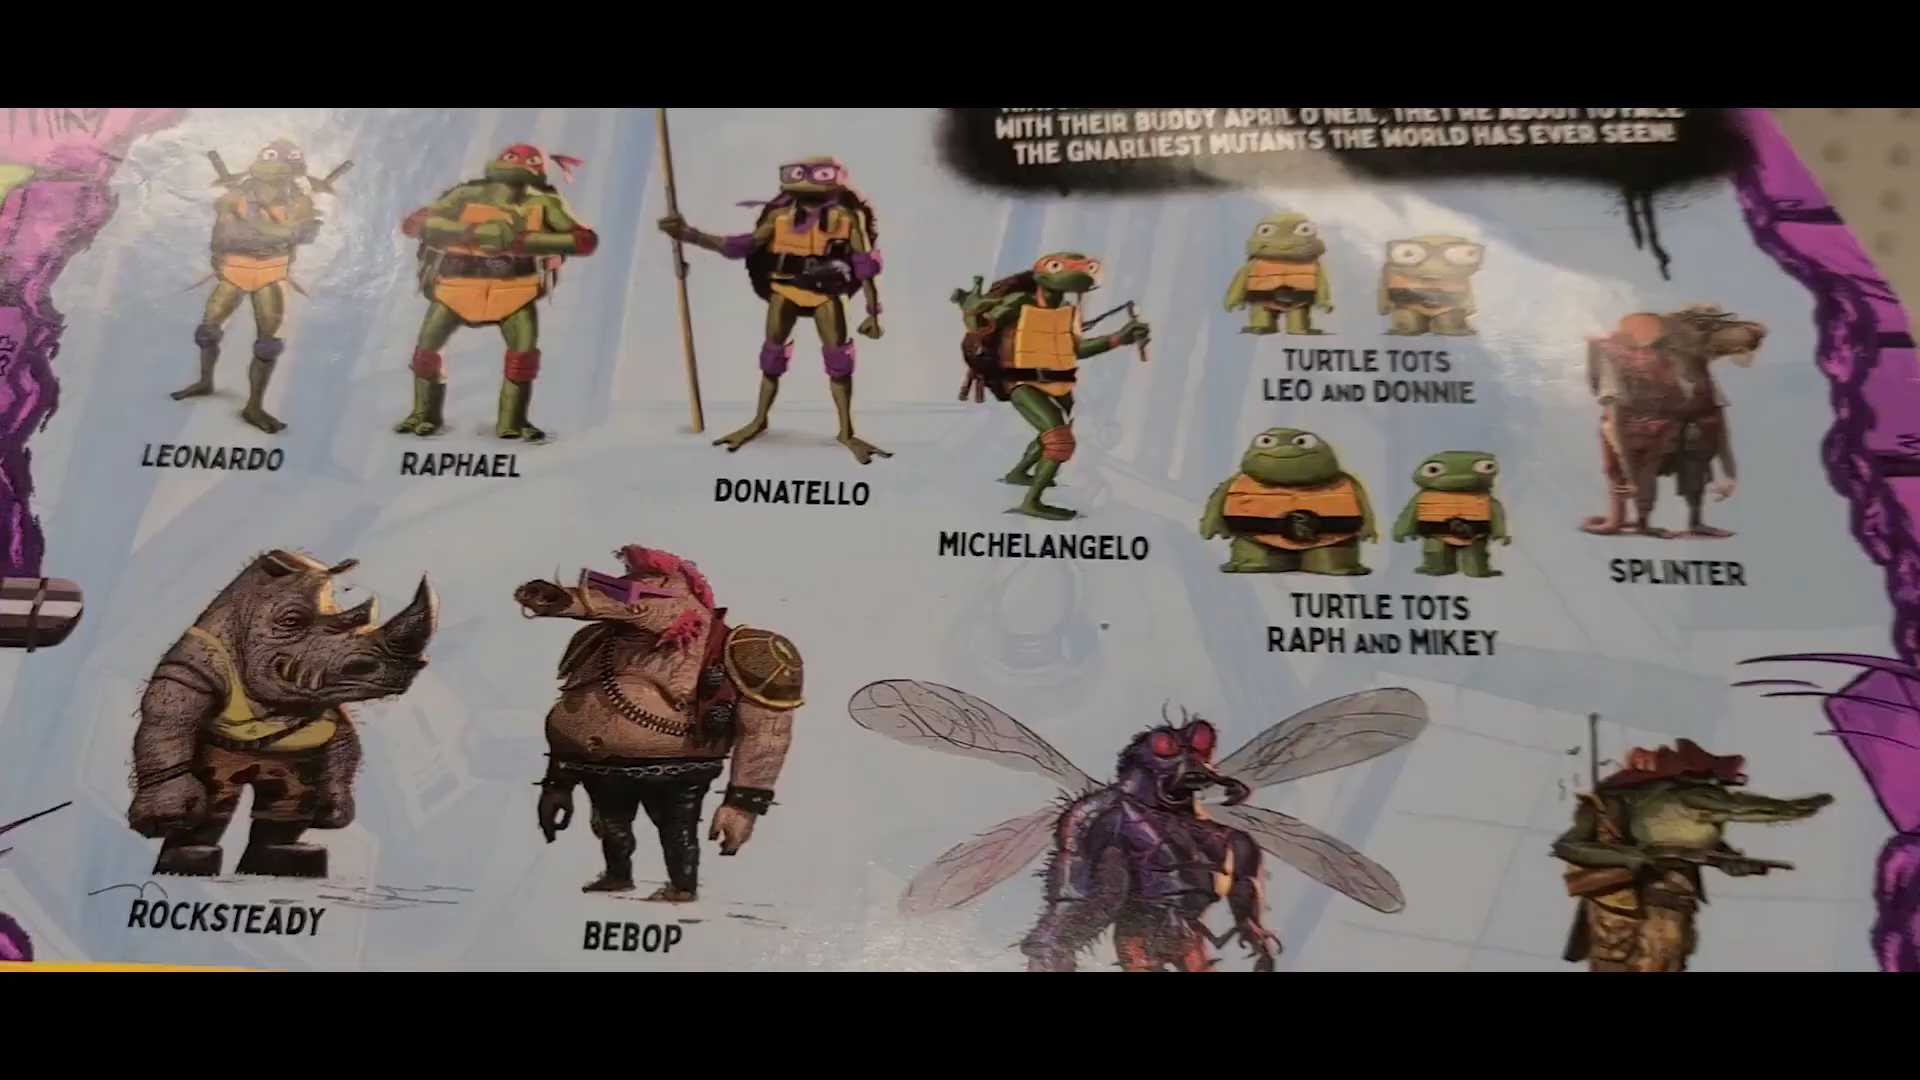 WITH THEIR BUDDY APRIL O'NEIL, THEY'RE ABOUT TO FACE
THE GNARLIEST MUTANTS THE WORLD HAS EVER SEEN!
LEONARDO
RAPHAEL
DONATELLO
MICHELANGELO
TURTLE TOTS
LEO AND DONNIE
TURTLE TOTS
RAPH AND MIKEY
SPLINTER
ROCKSTEADY
BEBOP